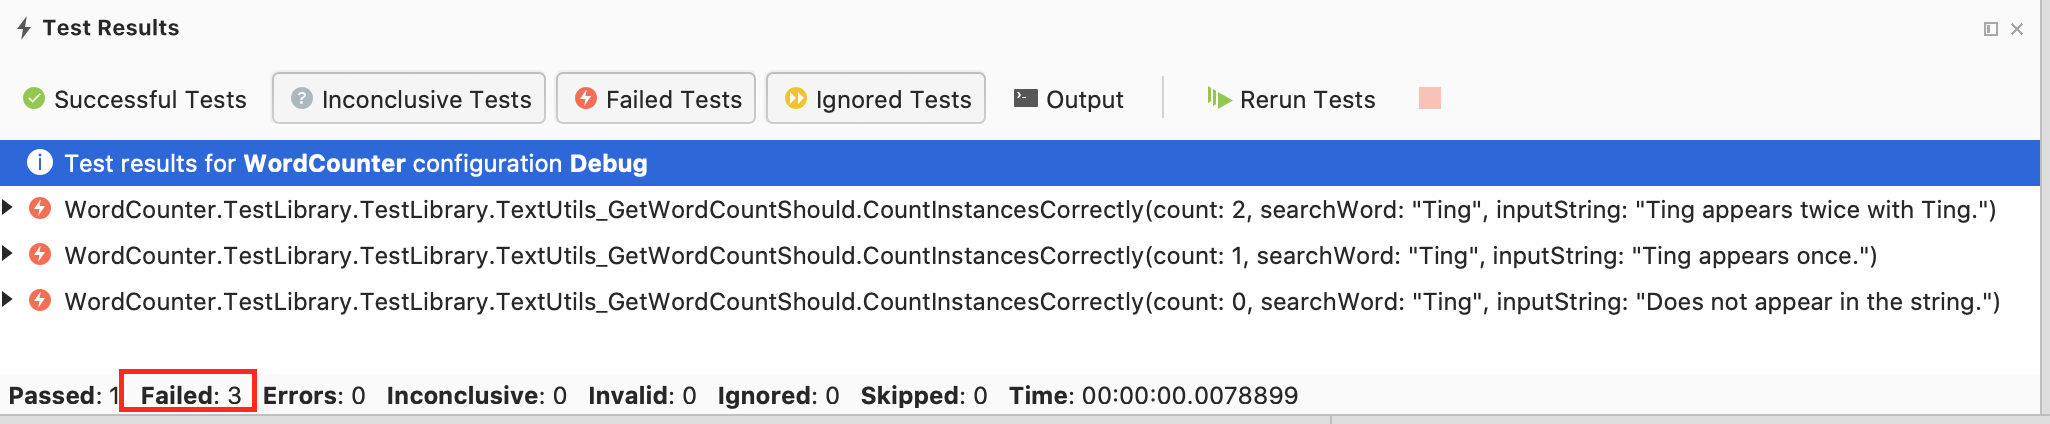 Test Results
Successful Tests Inconclusive Tests Failed Tests Ignored Tests Output Rerun Tests
Test results for WordCounter configuration Debug
WordCounter.TestLibrary.TestLibrary.TextUtils_GetWordCountShould.CountInstancesCorrectly(count: 2, searchWord: "Ting", inputString: "Ting appears twice with Ting.")
WordCounter.TestLibrary.TestLibrary.TextUtils_GetWordCountShould.CountInstancesCorrectly(count: 1, searchWord: "Ting", inputString: "Ting appears once.")
WordCounter.TestLibrary.TestLibrary.TextUtils_GetWordCountShould.CountInstancesCorrectly(count: 0, searchWord: "Ting", inputString: "Does not appear in the string.")
Passed: 1 Failed: 3 Errors: 0 Inconclusive: 0 Invalid: 0 Ignored: 0 Skipped: 0 Time: 00:00:00.0078899